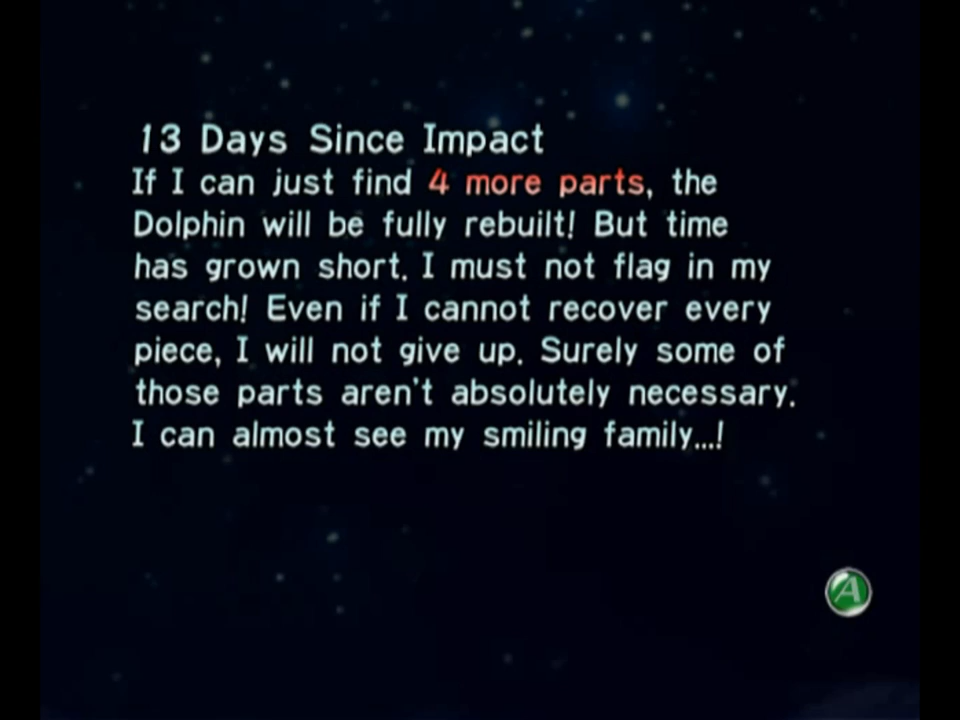 13 Days Since Impact
If I can just find 4 more parts, the
Dolphin will be fully rebuilt! But time
has grown short. I must not flag in my
search! Even if I cannot recover every
piece, I will not give up. Surely some of
those parts aren't absolutely necessary.
I can almost see my smiling family...!
A